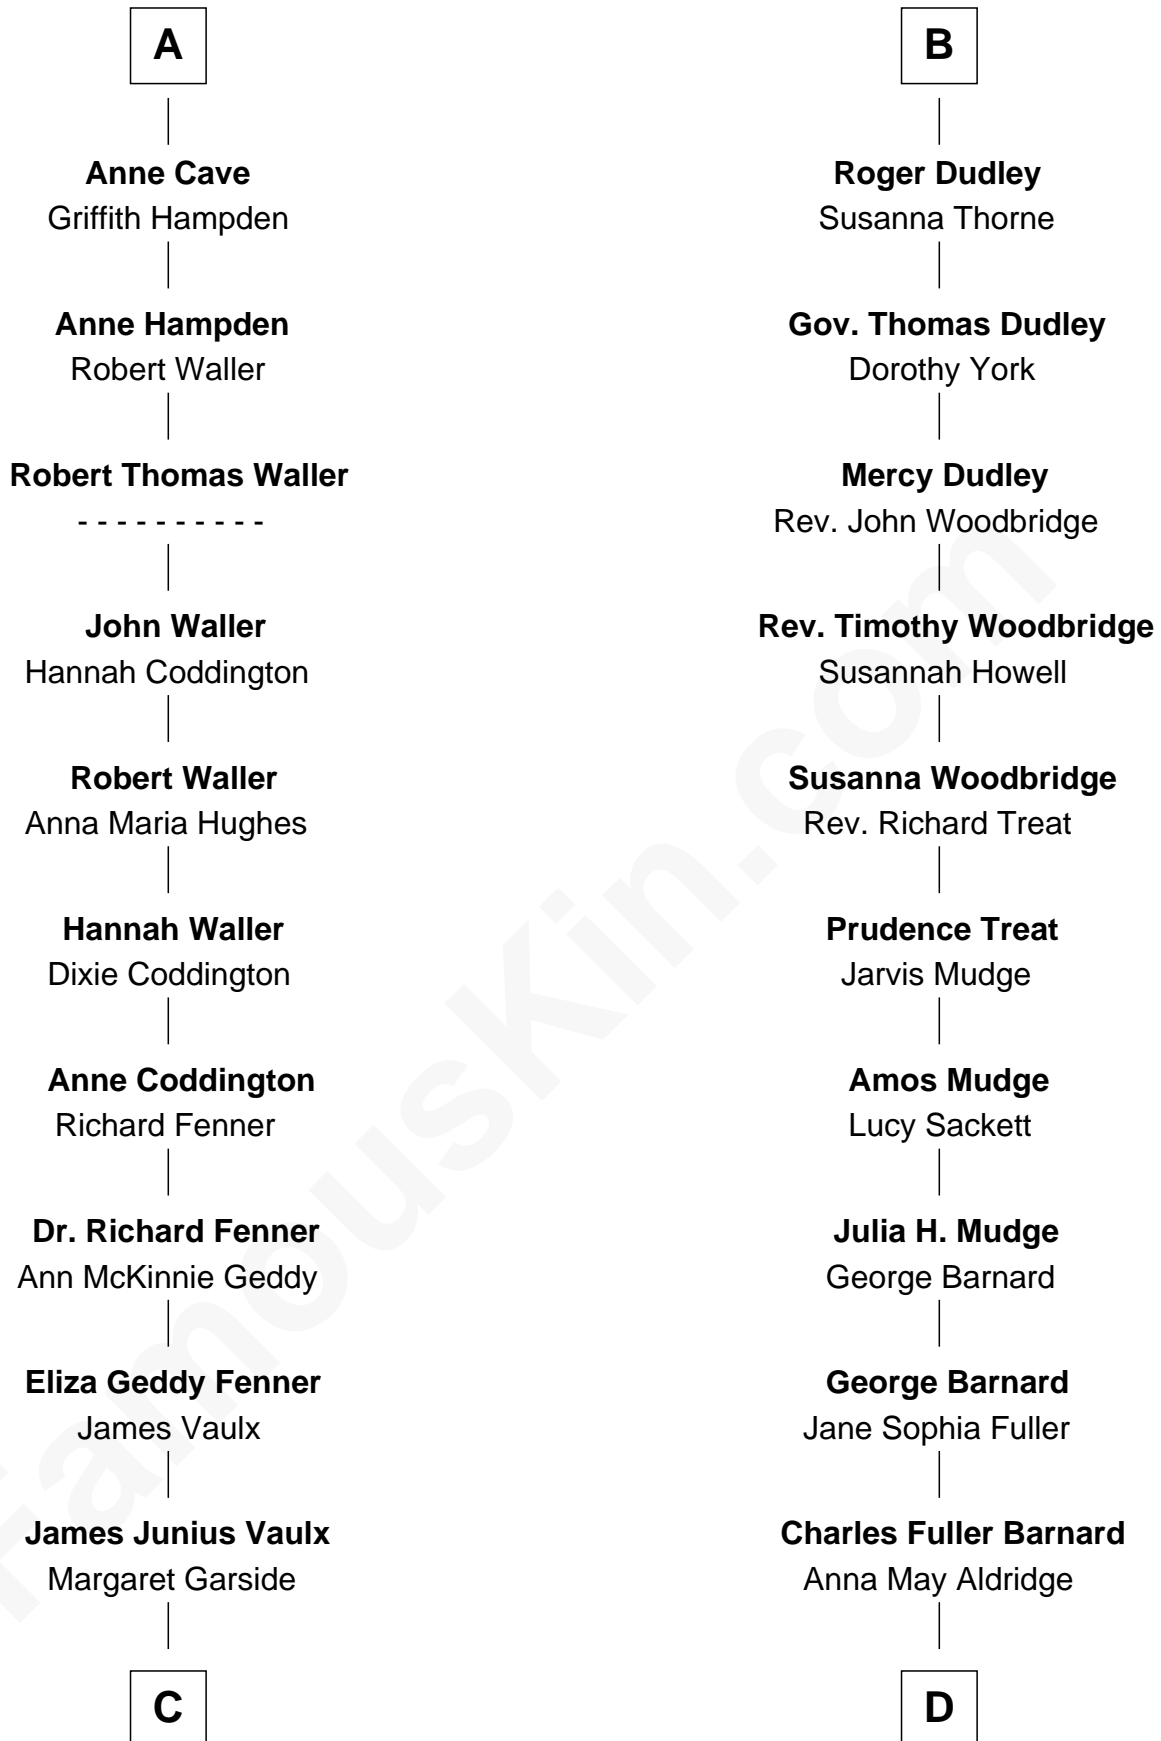 A
Anne Cave
Griffith Hampden
Anne Hampden
Robert Waller
Robert Thomas Waller
- - - - - - - - - -
John Waller
Hannah Coddington
Robert Waller
Anna Maria Hughes
Hannah Waller
Dixie Coddington
Anne Coddington
Richard Fenner
Dr. Richard Fenner
Ann McKinnie Geddy
Eliza Geddy Fenner
James Vaulx
James Junius Vaulx
Margaret Garside
C
B
Roger Dudley
Susanna Thorne
Gov. Thomas Dudley
Dorothy York
Mercy Dudley
Rev. John Woodbridge
Rev. Timothy Woodbridge
Susannah Howell
Susanna Woodbridge
Rev. Richard Treat
Prudence Treat
Jarvis Mudge
Amos Mudge
Lucy Sackett
Julia H. Mudge
George Barnard
George Barnard
Jane Sophia Fuller
Charles Fuller Barnard
Anna May Aldridge
D
FamousKin.com